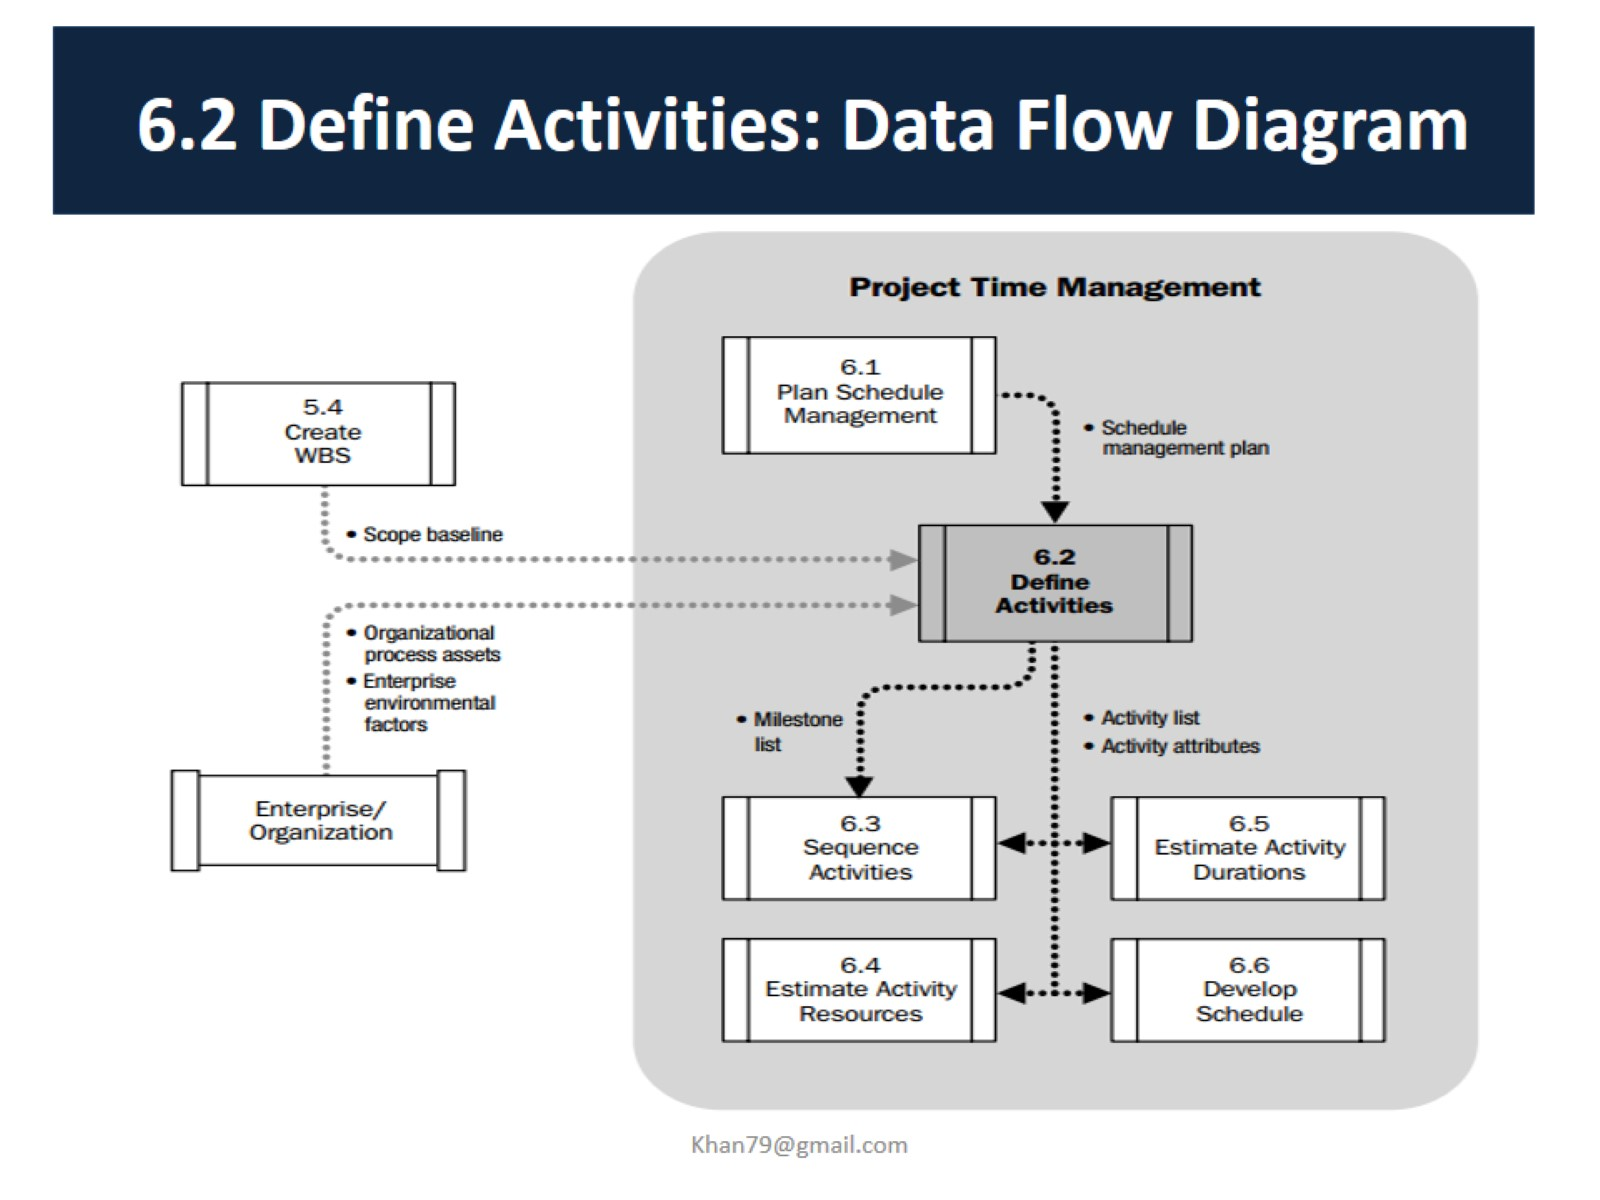 6.2 Define Activities: Data Flow Diagram
Project Time Management
6.1
Plan Schedule
Management
• Schedule
management plan
5.4
Create
WBS
• Scope baseline
6.2
Define
Activities
• Organizational
process assets
• Enterprise
environmental
factors
Enterprise/
Organization
• Milestone
list
• Activity list
• Activity attributes
6.3
Sequence
Activities
6.5
Estimate Activity
Durations
6.4
Estimate Activity
Resources
6.6
Develop
Schedule
Khan79@gmail.com